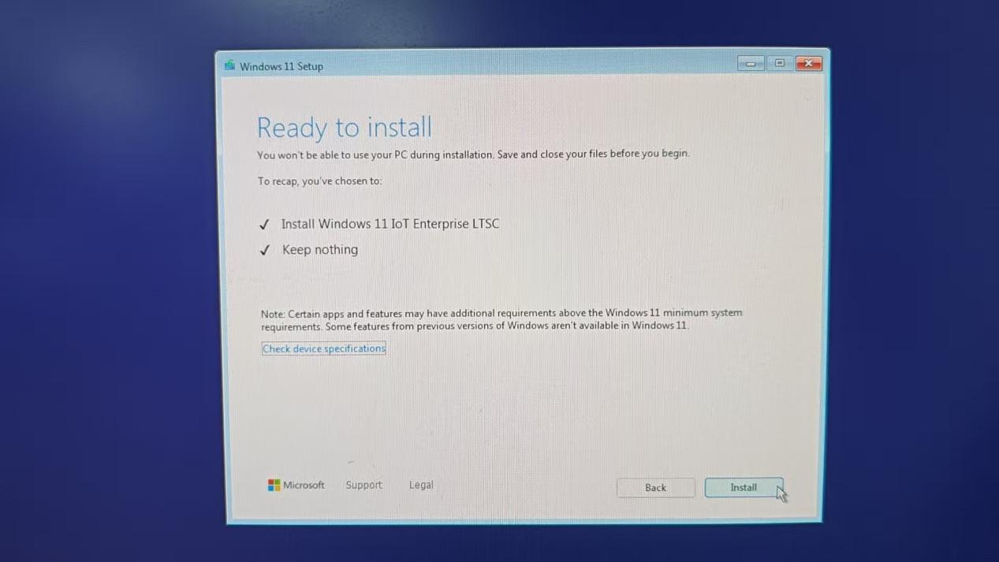 Windows 11 Setup
Ready to install
You won't be able to use your PC during installation. Save and close your files before you begin.
To recap, you've chosen to:
✓ Install Windows 11 IoT Enterprise LTSC
✓ Keep nothing
Note: Certain apps and features may have additional requirements above the Windows 11 minimum system
requirements. Some features from previous versions of Windows aren't available in Windows 11.
Check device specifications
Microsoft Support Legal Back Install